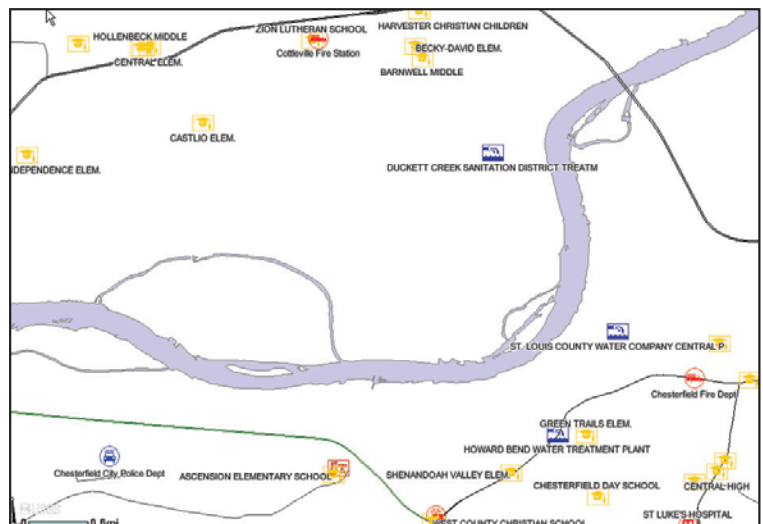 ZION LUTHERAN SCHOOL
HARVESTER CHRISTIAN CHILDREN
HOLLENBECK MIDDLE
Cottleville Fire Station
BECKY-DAVID ELEM.
CENTRAL ELEM.
BARNWELL MIDDLE
CASTLIO ELEM.
NDEPENDENCE ELEM.
DUCKETT CREEK SANITATION DISTRICT TREATM
ST. LOUIS COUNTY WATER COMPANY CENTRAL P
Chesterfield Fire Dept
GREEN TRAILS ELEM.
HOWARD BEND WATER TREATMENT PLANT
Chesterfield City Police Dept
ASCENSION ELEMENTARY SCHOOL
SHENANDOAH VALLEY ELEM.
CHESTERFIELD DAY SCHOOL
CENTRAL HIGH
ST LUKE'S HOSPITAL
WEST COUNTY CHRISTIAN SCHOOL
0.6mi